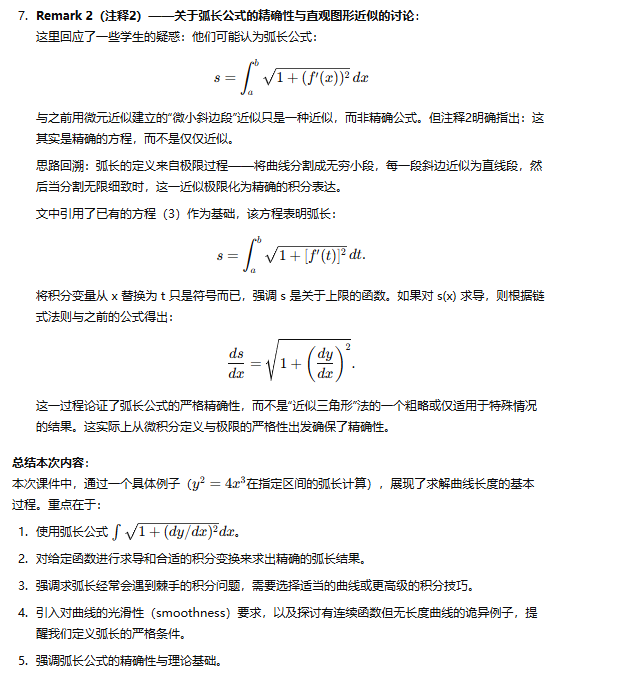 7. Remark 2（注释2）——关于弧长公式的精确性与直观图形近似的讨论：
这里回应了一些学生的疑惑：他们可能认为弧长公式：
s = ∫_a^b √(1 + (f′(x))²) dx
与之前用微元近似建立的“微小斜边段”近似只是一种近似，而非精确公式。但注释2明确指出：这
其实是精确的方程，而不是仅仅近似。
思路回溯：弧长的定义来自极限过程——将曲线分割成无穷小段，每一段斜边近似为直线段，然
后当分割无限细致时，这一近似极限化为精确的积分表达。
文中引用了已有的方程（3）作为基础，该方程表明弧长：
s = ∫_a^b √(1 + [f′(t)]²) dt.
将积分变量从 x 替换为 t 只是符号而已，强调 s 是关于上限的函数。如果对 s(x) 求导，则根据链
式法则与之前的公式得出：
ds/dx = √(1 + (dy/dx)²).
这一过程论证了弧长公式的严格精确性，而不是“近似三角形”法的一个粗略或仅适用于特殊情况
的结果。这实际上从微积分定义与极限的严格性出发确保了精确性。
总结本次内容：
本次课件中，通过一个具体例子（y² = 4x³在指定区间的弧长计算），展现了求解曲线长度的基本
过程。重点在于：
1. 使用弧长公式 ∫ √(1 + (dy/dx)²)dx。
2. 对给定函数进行求导和合适的积分变换来求出精确的弧长结果。
3. 强调求弧长经常会遇到棘手的积分问题，需要选择适当的曲线或更高级的积分技巧。
4. 引入对曲线的光滑性（smoothness）要求，以及探讨有连续函数但无长度曲线的诡异例子，提
醒我们定义弧长的严格条件。
5. 强调弧长公式的精确性与理论基础。